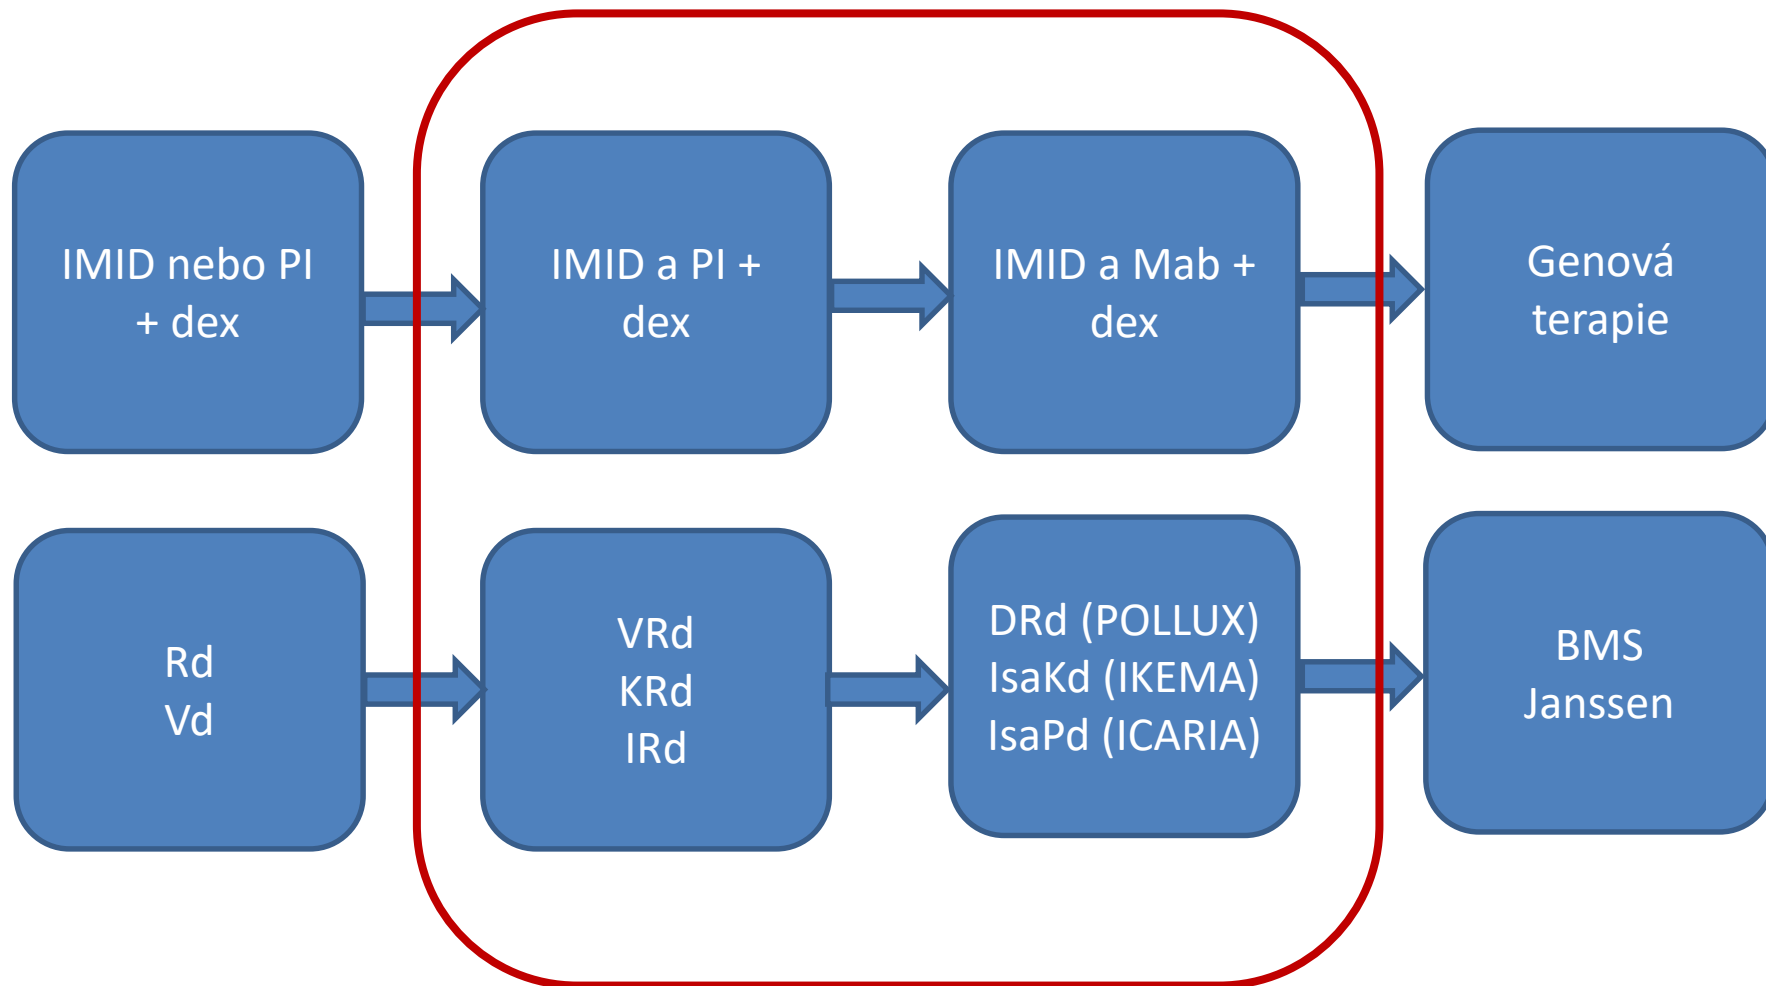 IMID nebo PI
+ dex
IMID a PI +
dex
IMID a Mab +
dex
Genová
terapie
Rd
Vd
VRd
KRd
IRd
DRd (POLLUX)
IsaKd (IKEMA)
IsaPd (ICARIA)
BMS
Janssen